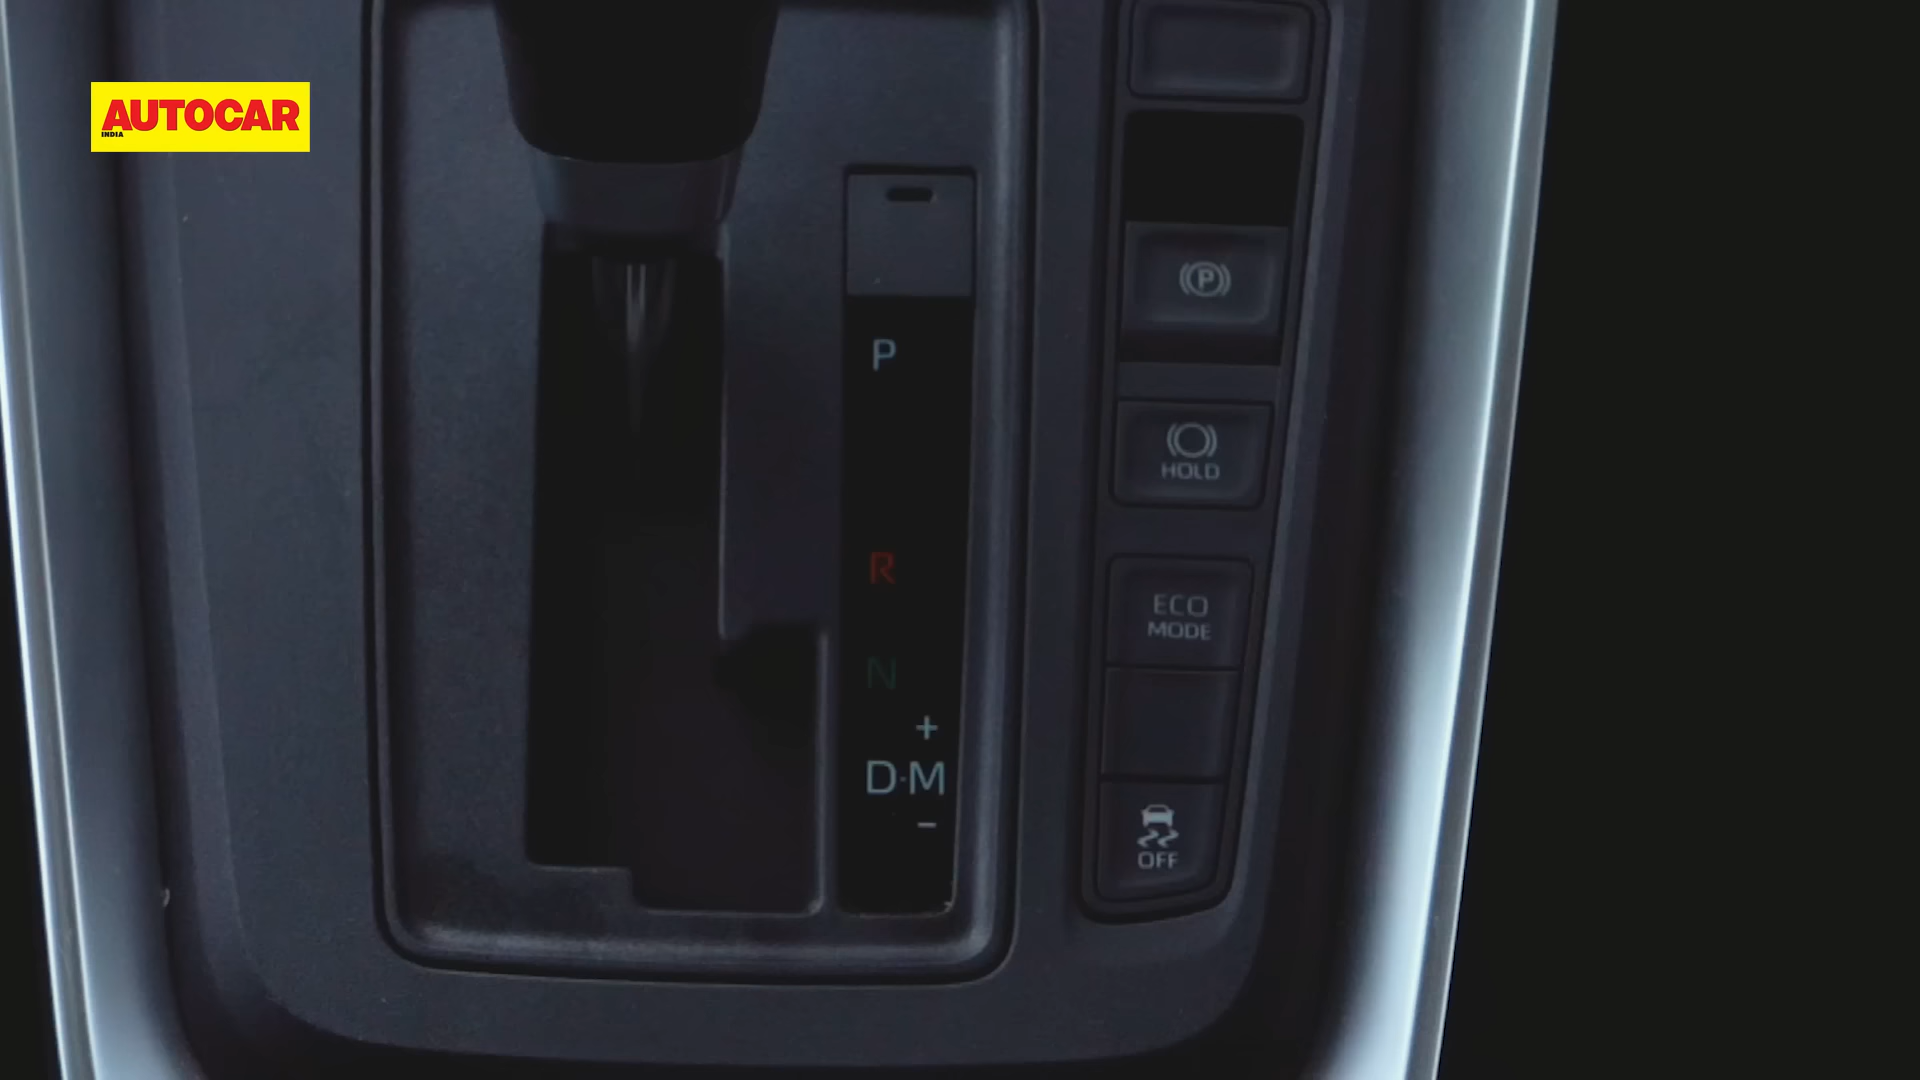 AUTOCAR
INDIA
P
P
HOLD
R
ECO
MODE
N
+
D·M
-
OFF